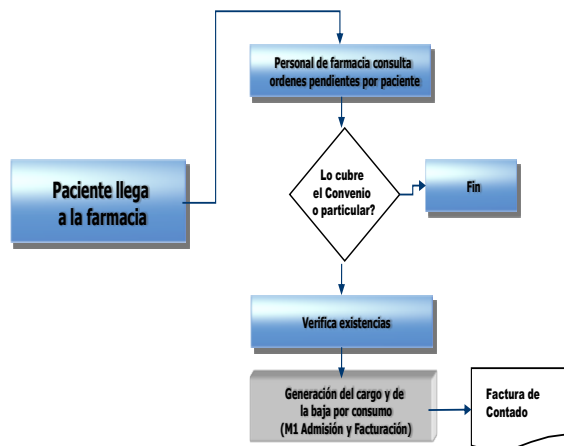 Personal de farmacia consulta
ordenes pendientes por paciente
Paciente llega
a la farmacia
Lo cubre
el Convenio
o particular?
Fin
Verifica existencias
Generación del cargo y de
la baja por consumo
(M1 Admisión y Facturación)
Factura de
Contado